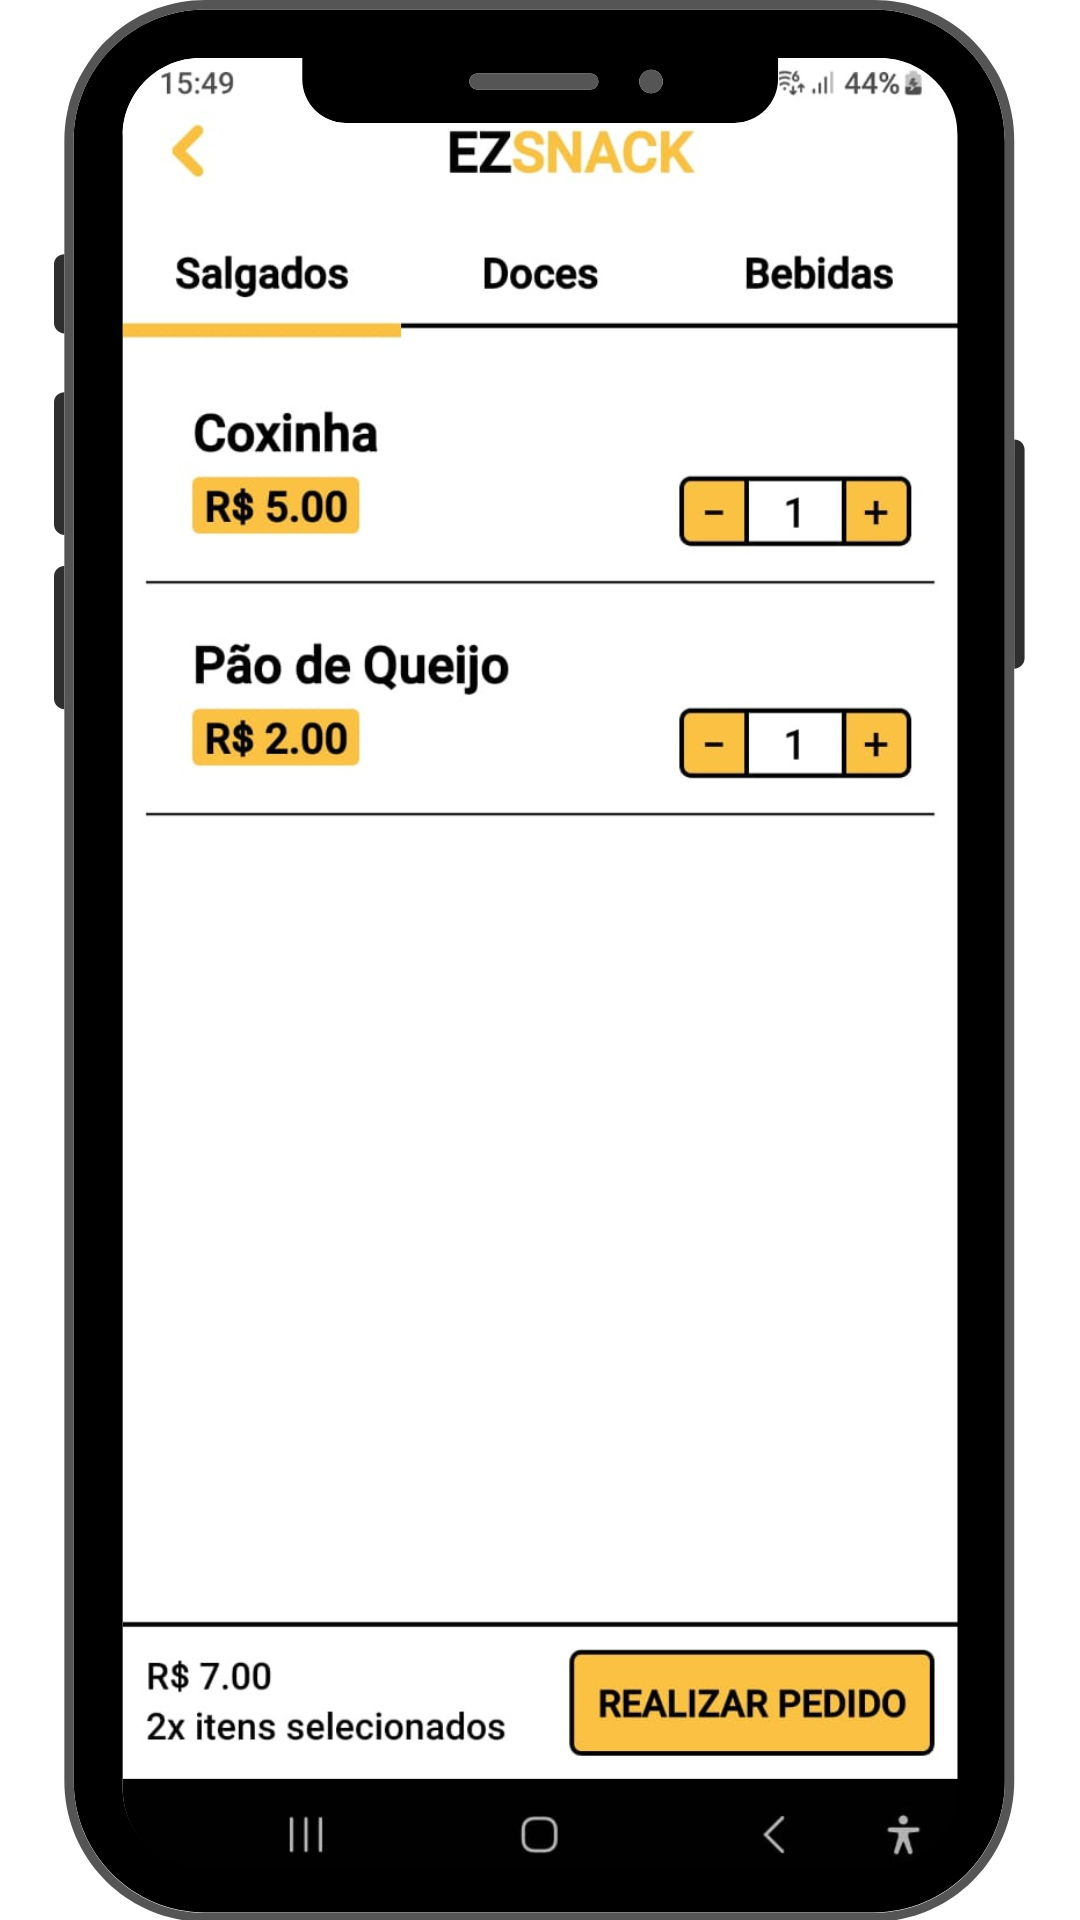 15:49 44%
EZSNACK
Salgados Doces Bebidas
Coxinha
R$ 5.00
− 1 +
Pão de Queijo
R$ 2.00
− 1 +
R$ 7.00
2x itens selecionados
REALIZAR PEDIDO